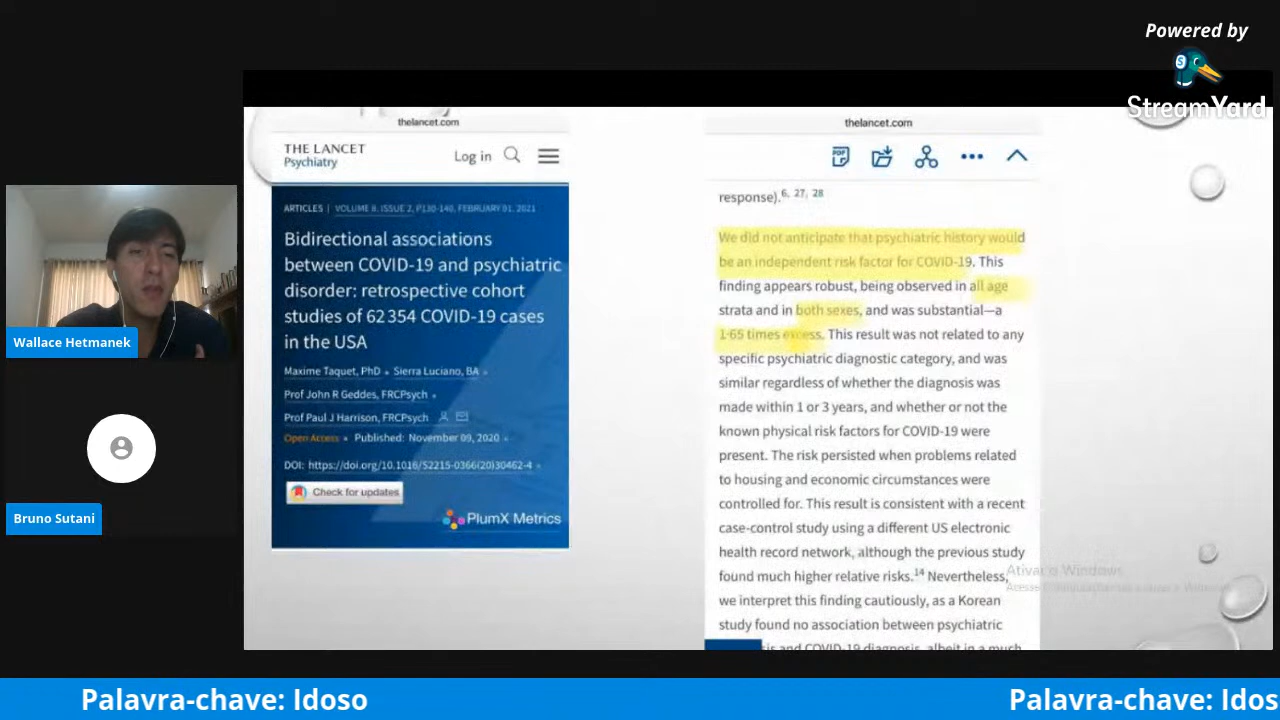 Powered by
StreamYard
thelancet.com
THE LANCET
Psychiatry
Log in
ARTICLES | VOLUME 8, ISSUE 2, P130-140, FEBRUARY 01, 2021
Bidirectional associations
between COVID-19 and psychiatric
disorder: retrospective cohort
studies of 62 354 COVID-19 cases
in the USA
Maxime Taquet, PhD • Sierra Luciano, BA •
Prof John R Geddes, FRCPsych •
Prof Paul J Harrison, FRCPsych
Open Access • Published: November 09, 2020 •
DOI: https://doi.org/10.1016/S2215-0366(20)30462-4 •
Check for updates
PlumX Metrics
thelancet.com
PDF
response).6, 27, 28
We did not anticipate that psychiatric history would
be an independent risk factor for COVID-19. This
finding appears robust, being observed in all age
strata and in both sexes, and was substantial—a
1·65 times excess. This result was not related to any
specific psychiatric diagnostic category, and was
similar regardless of whether the diagnosis was
made within 1 or 3 years, and whether or not the
known physical risk factors for COVID-19 were
present. The risk persisted when problems related
to housing and economic circumstances were
controlled for. This result is consistent with a recent
case-control study using a different US electronic
health record network, although the previous study
found much higher relative risks.14 Nevertheless,
we interpret this finding cautiously, as a Korean
study found no association between psychiatric
and COVID-19 diagnosis, albeit in a much
Ativar o Windows
Wallace Hetmanek
Bruno Sutani
Palavra-chave: Idoso
Palavra-chave: Idos